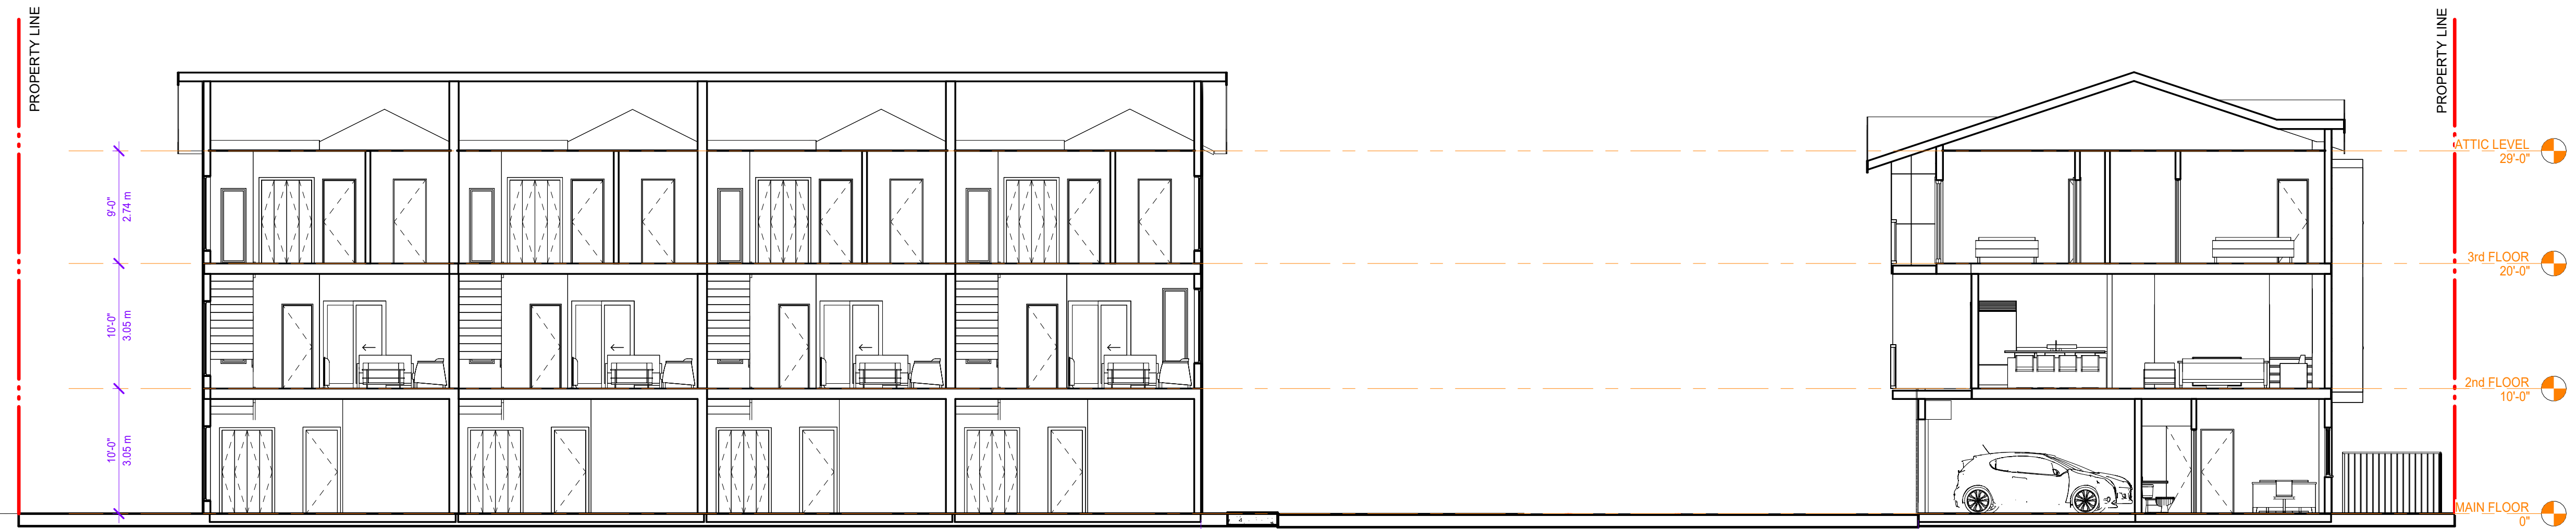 PROPERTY LINE
PROPERTY LINE
9'-0"
2.74 m
10'-0"
3.05 m
10'-0"
3.05 m
ATTIC LEVEL
29'-0"
3rd FLOOR
20'-0"
2nd FLOOR
10'-0"
MAIN FLOOR
0"